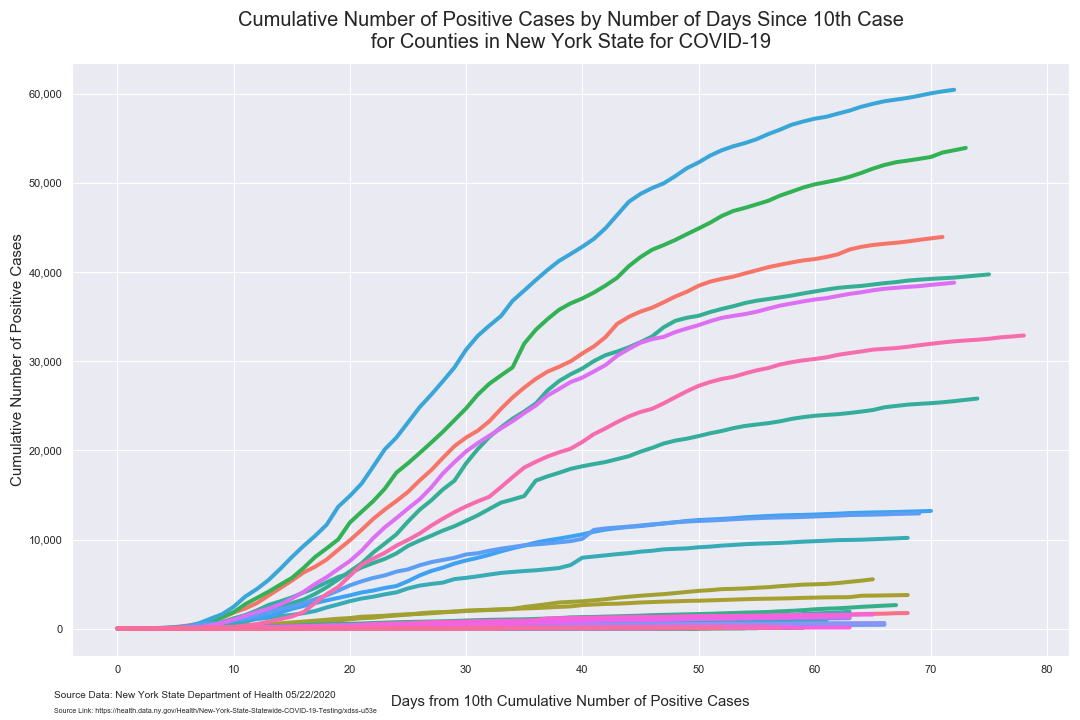 Cumulative Number of Positive Cases by Number of Days Since 10th Case
for Counties in New York State for COVID-19
Cumulative Number of Positive Cases
60,000
50,000
40,000
30,000
20,000
10,000
0
0 10 20 30 40 50 60 70 80
Days from 10th Cumulative Number of Positive Cases
Source Data: New York State Department of Health 05/22/2020
Source Link: https://health.data.ny.gov/Health/New-York-State-Statewide-COVID-19-Testing/xdss-u53e